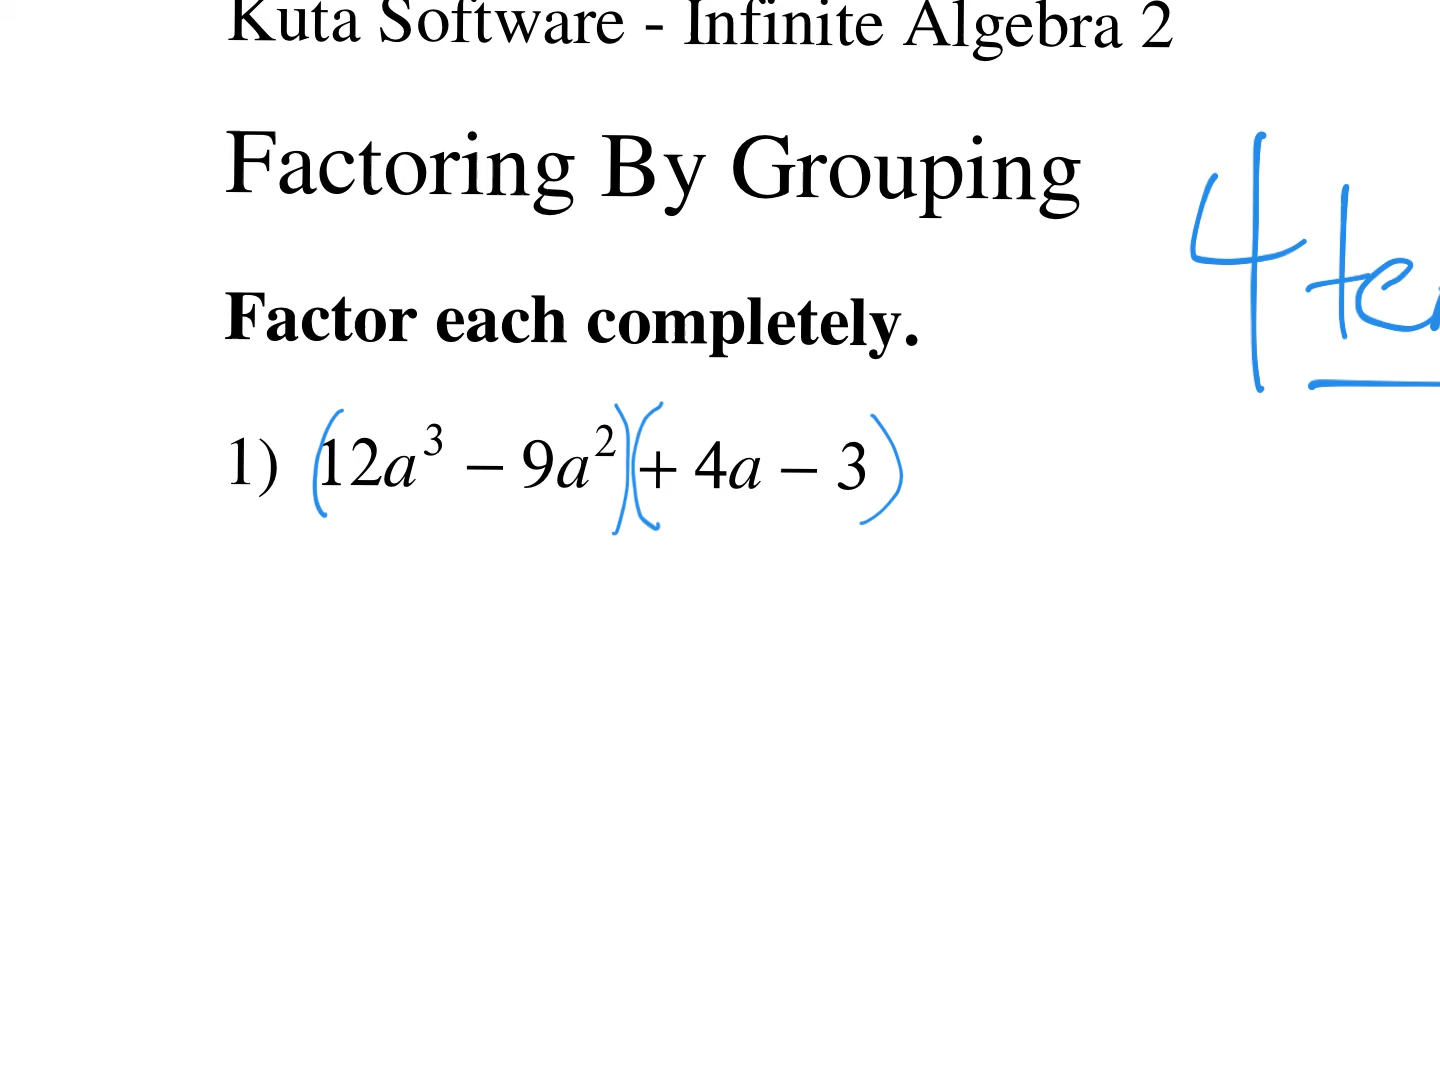 Kuta Software - Infinite Algebra 2
Factoring By Grouping
4
Factor each completely.
1) (12a³ − 9a²)(+ 4a − 3)